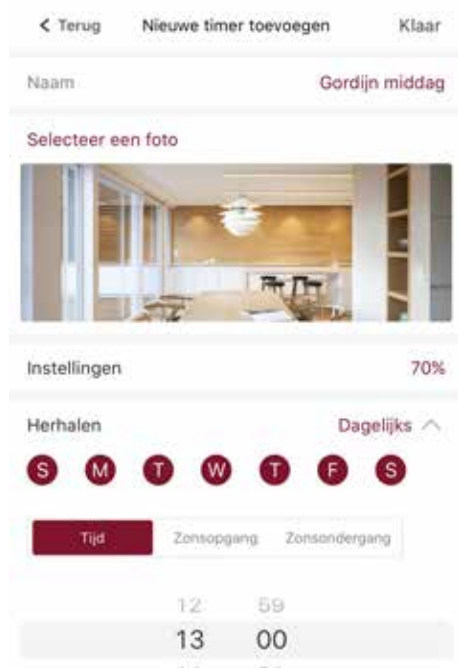 < Terug Nieuwe timer toevoegen Klaar
Naam Gordijn middag
Selecteer een foto
Instellingen 70%
Herhalen Dagelijks
S M T W T F S
Tijd Zonsopgang Zonsondergang
12 59
13 00